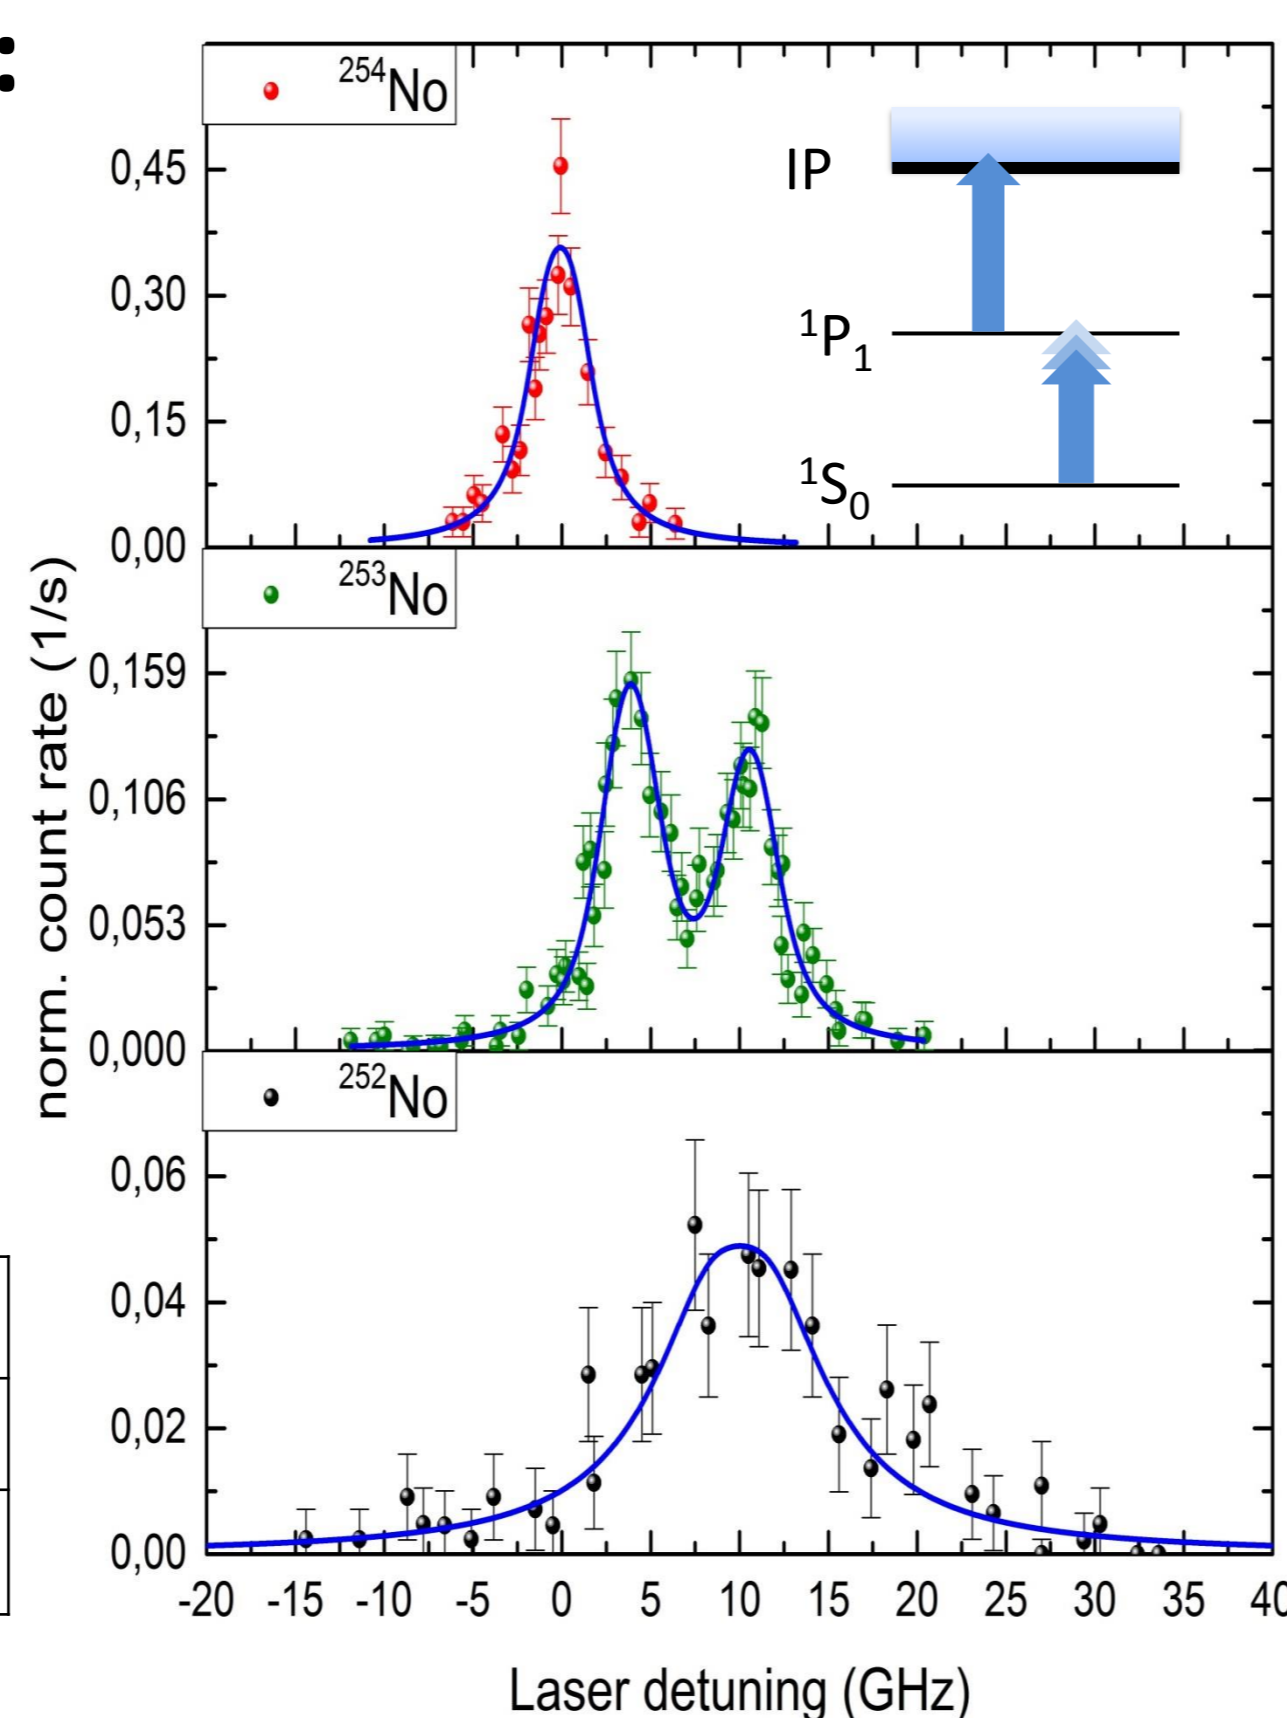 :
²⁵⁴No
IP
¹P₁
¹S₀
0,45
0,30
0,15
0,00
²⁵³No
norm. count rate (1/s)
0,159
0,106
0,053
0,000
²⁵²No
0,06
0,04
0,02
0,00
-20 -15 -10 -5 0 5 10 15 20 25 30 35 40
Laser detuning (GHz)